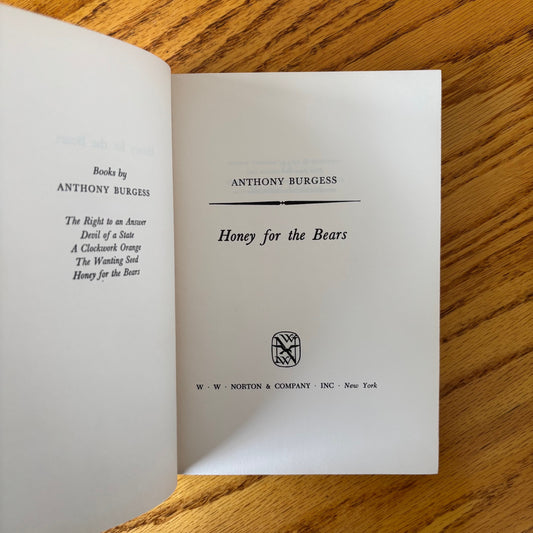 Books by
ANTHONY BURGESS
The Right to an Answer
Devil of a State
A Clockwork Orange
The Wanting Seed
Honey for the Bears
ANTHONY BURGESS
Honey for the Bears
W · W · NORTON & COMPANY · INC · New York